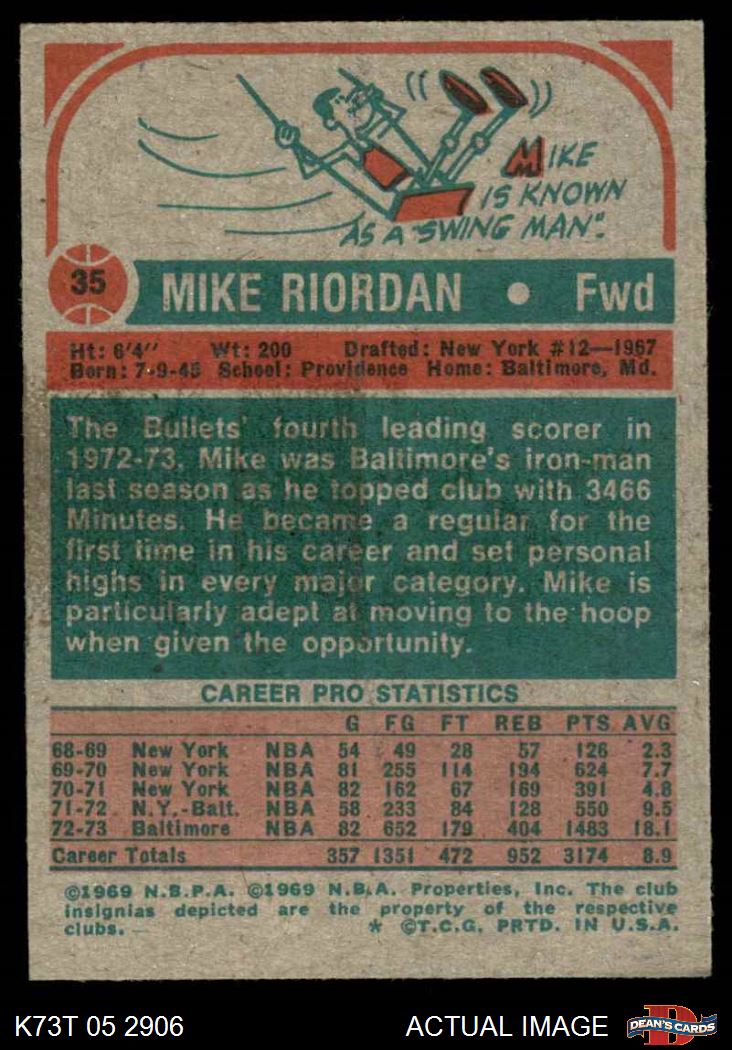 MIKE
IS KNOWN
AS A "SWING MAN".
35
MIKE RIORDAN • Fwd
Ht: 6'4" Wt: 200 Drafted: New York #12—1967
Born: 7-9-45 School: Providence Home: Baltimore, Md.
The Bullets' fourth leading scorer in
1972-73. Mike was Baltimore's iron-man
last season as he topped club with 3466
Minutes. He became a regular for the
first time in his career and set personal
highs in every major category. Mike is
particularly adept at moving to the hoop
when given the opportunity.
CAREER PRO STATISTICS
G FG FT REB PTS AVG
68-69 New York NBA 54 49 28 57 126 2.3
69-70 New York NBA 81 255 114 194 624 7.7
70-71 New York NBA 82 162 67 169 391 4.8
71-72 N.Y.-Balt. NBA 58 233 84 128 550 9.5
72-73 Baltimore NBA 82 652 179 404 1483 18.1
Career Totals 357 1351 472 952 3174 8.9
©1969 N.B.P.A. ©1969 N.B.A. Properties, Inc. The club
insignias depicted are the property of the respective
clubs. * ©T.C.G. PRTD. IN U.S.A.
K73T 05 2906 ACTUAL IMAGE D DEAN'S CARDS